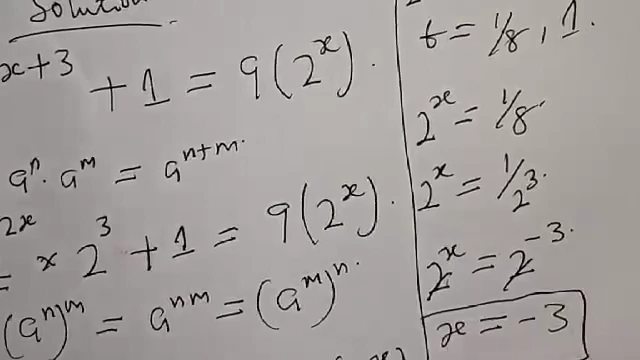 Solution
x+3 + 1 = 9(2^x).
a^n. a^m = a^(n+m).
2x × 2^3 + 1 = 9(2^x).
(a^n)^m = a^(nm) = (a^m)^n.
t = 1/8, 1.
2^x = 1/8.
2^x = 1/2^3.
2^x = 2^-3.
x = -3